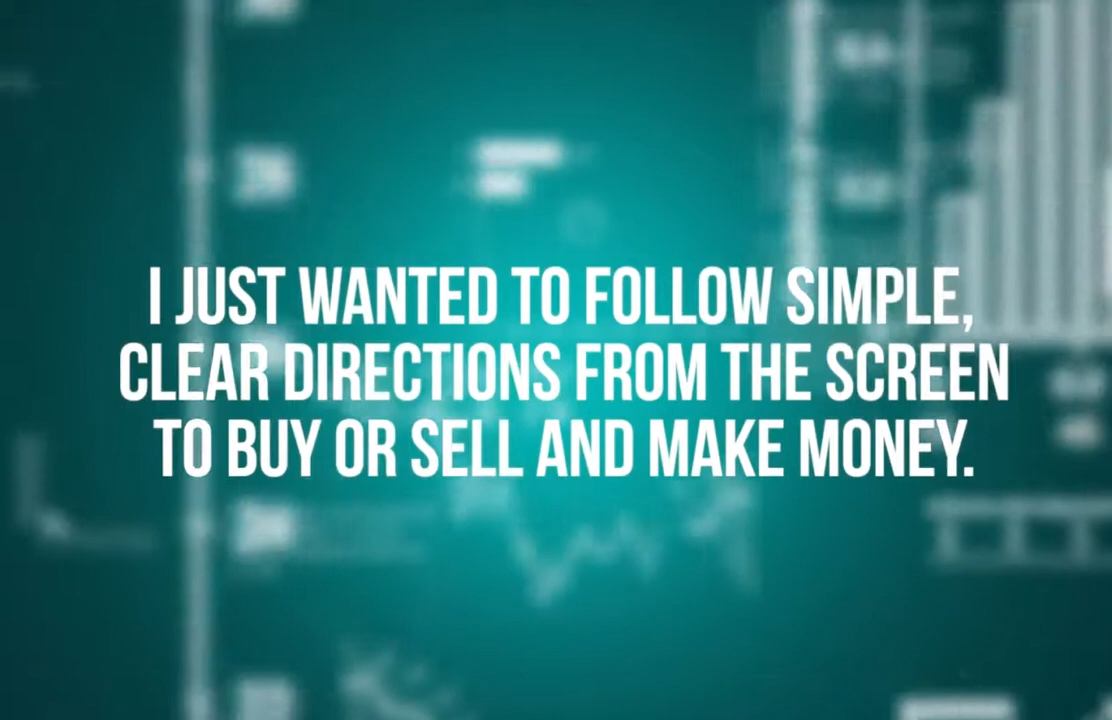 I JUST WANTED TO FOLLOW SIMPLE,
CLEAR DIRECTIONS FROM THE SCREEN
TO BUY OR SELL AND MAKE MONEY.